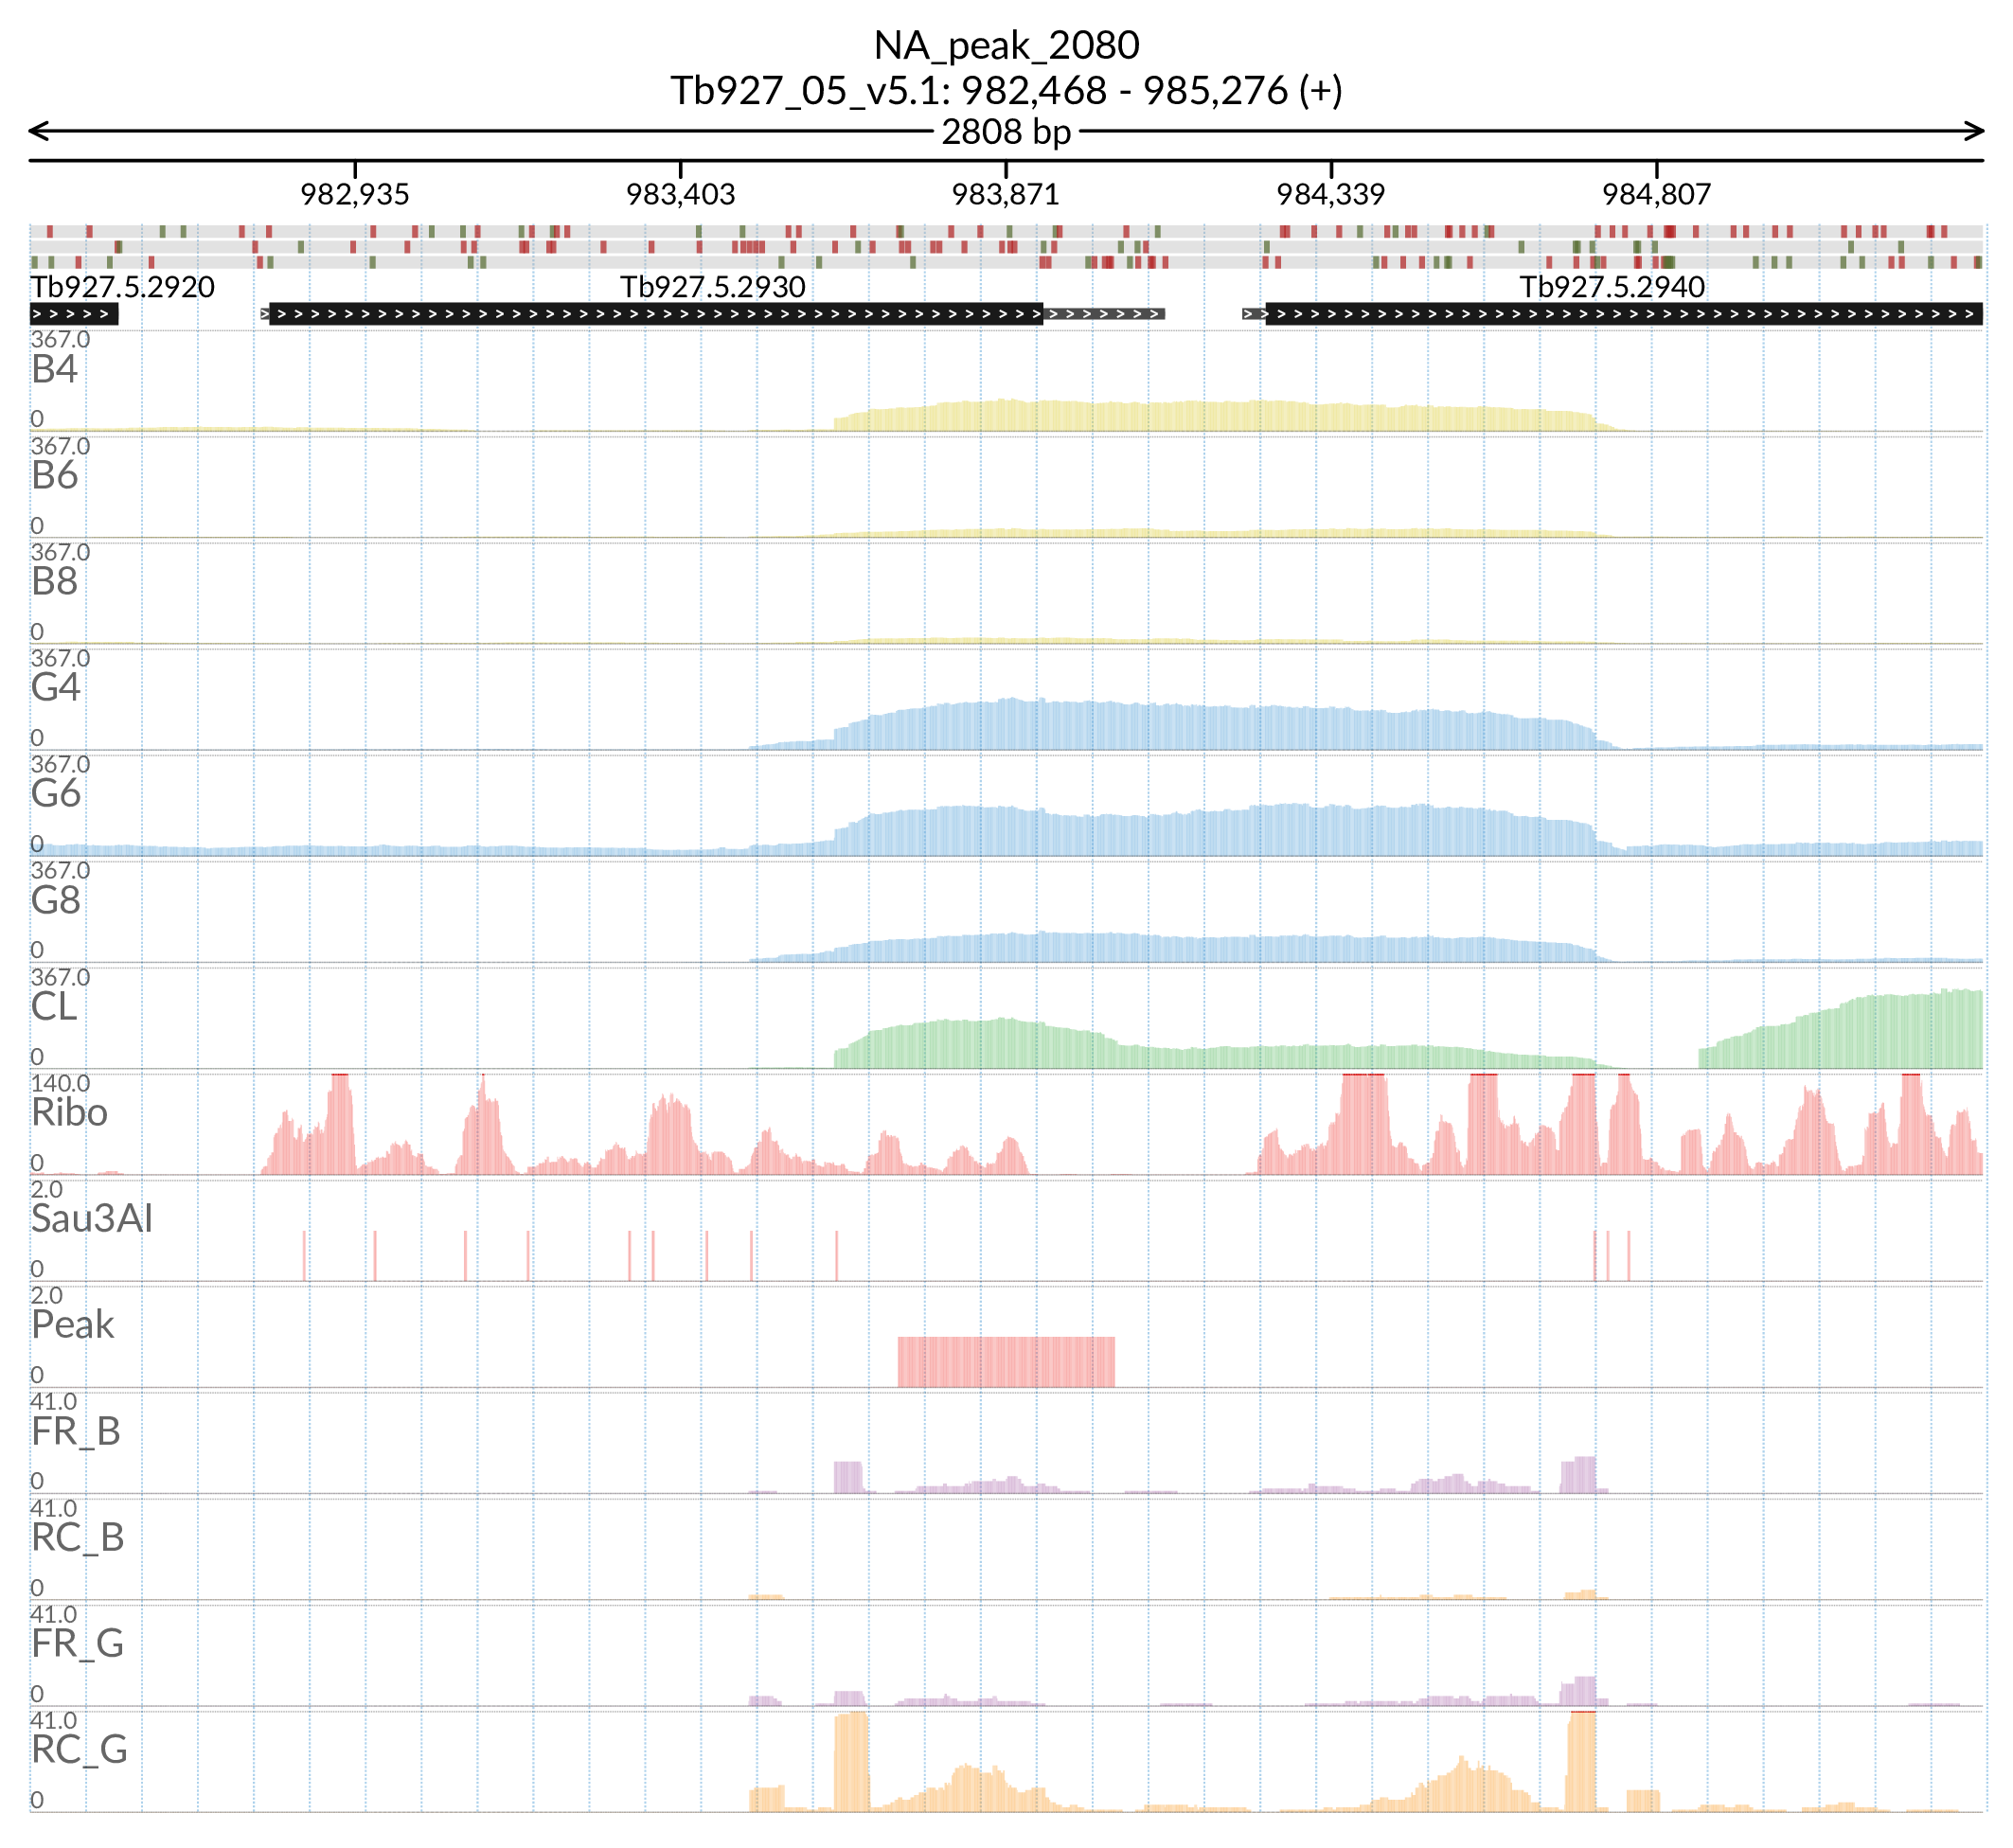 NA_peak_2080
Tb927_05_v5.1: 982,468 - 985,276 (+)
2808 bp
982,935 983,403 983,871 984,339 984,807
Tb927.5.2920 Tb927.5.2930 Tb927.5.2940
367.0
B4
0
367.0
B6
0
367.0
B8
0
367.0
G4
0
367.0
G6
0
367.0
G8
0
367.0
CL
0
140.0
Ribo
0
2.0
Sau3AI
0
2.0
Peak
0
41.0
FR_B
0
41.0
RC_B
0
41.0
FR_G
0
41.0
RC_G
0